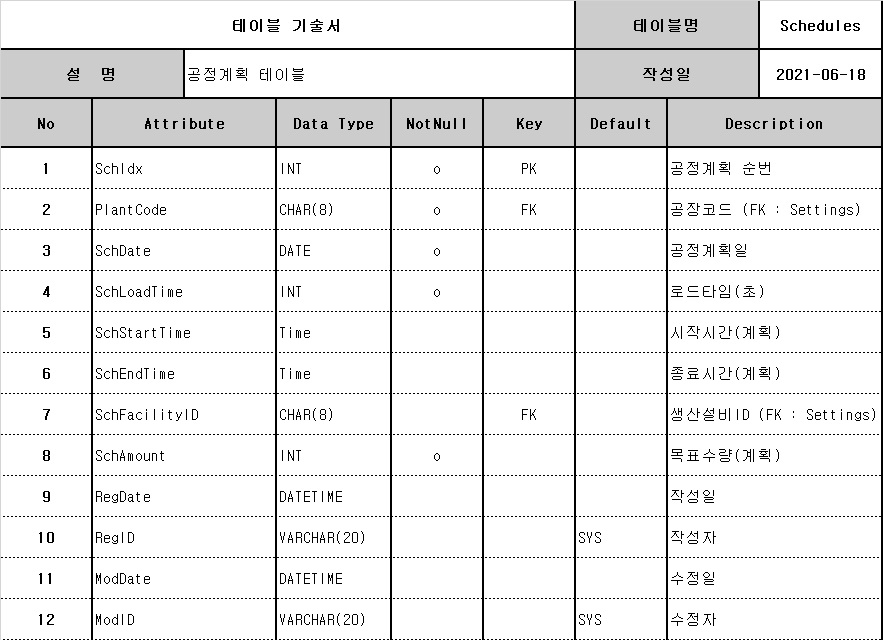 테이블 기술서 테이블명 Schedules
설 명 공정계획 테이블 작성일 2021-06-18
No Attribute Data Type NotNull Key Default Description
1 SchIdx INT o PK 공정계획 순번
2 PlantCode CHAR(8) o FK 공장코드 (FK : Settings)
3 SchDate DATE o 공정계획일
4 SchLoadTime INT o 로드타임(초)
5 SchStartTime Time 시작시간(계획)
6 SchEndTime Time 종료시간(계획)
7 SchFacilityID CHAR(8) FK 생산설비ID (FK : Settings)
8 SchAmount INT o 목표수량(계획)
9 RegDate DATETIME 작성일
10 RegID VARCHAR(20) SYS 작성자
11 ModDate DATETIME 수정일
12 ModID VARCHAR(20) SYS 수정자